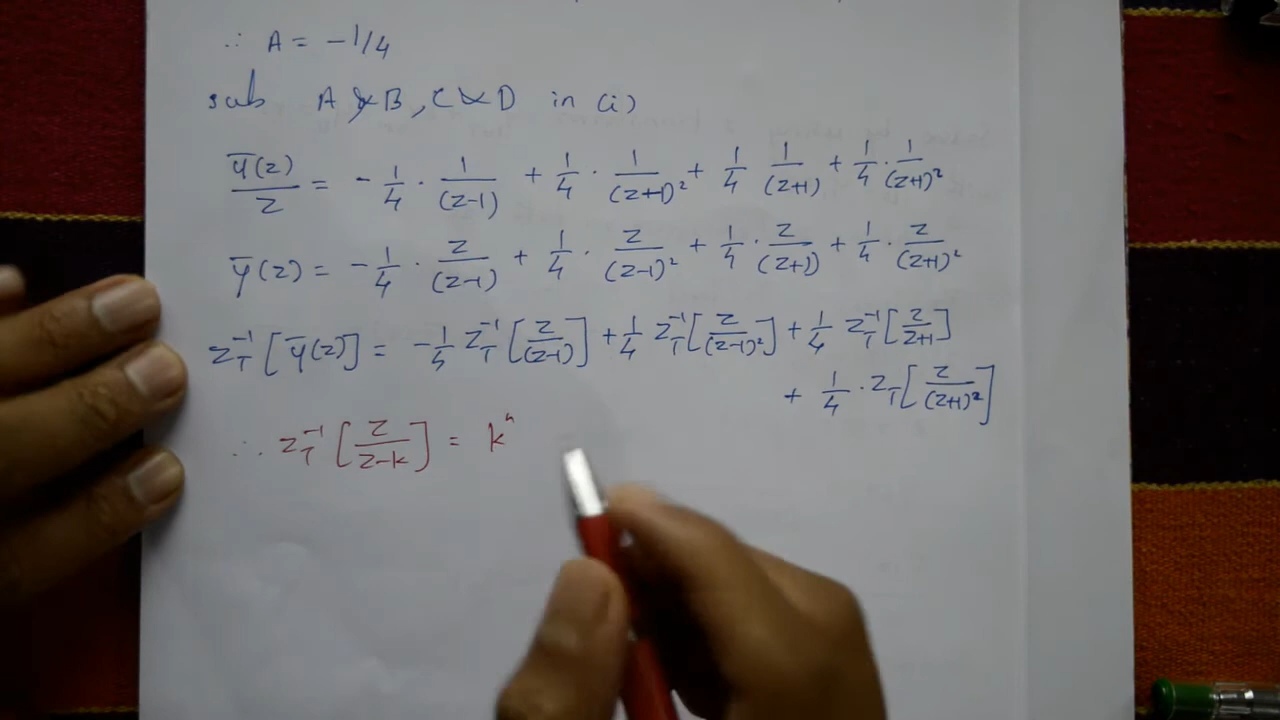 ∴ A = -1/4
sub A & B, C & D in (i)
ȳ(z)/z = -1/4 · 1/(z-1) + 1/4 · 1/(z-1)² + 1/4 1/(z+1) + 1/4 · 1/(z+1)²
ȳ(z) = -1/4 · z/(z-1) + 1/4 · z/(z-1)² + 1/4 · z/(z+1) + 1/4 · z/(z+1)²
Z_T⁻¹[ȳ(z)] = -1/4 Z_T⁻¹[z/(z-1)] + 1/4 Z_T⁻¹[z/(z-1)²] + 1/4 Z_T⁻¹[z/z+1]
+ 1/4 · Z_T[z/(z+1)²]
∴ Z_T⁻¹[z/z-k] = kⁿ